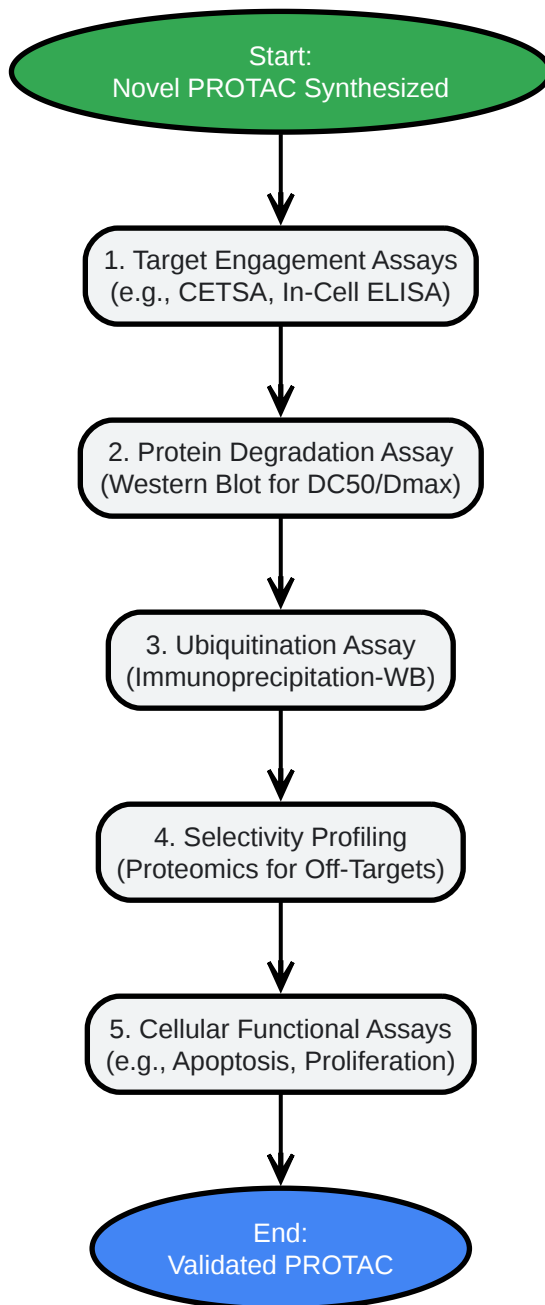 Start:
Novel PROTAC Synthesized
1. Target Engagement Assays
(e.g., CETSA, In-Cell ELISA)
2. Protein Degradation Assay
(Western Blot for DC50/Dmax)
3. Ubiquitination Assay
(Immunoprecipitation-WB)
4. Selectivity Profiling
(Proteomics for Off-Targets)
5. Cellular Functional Assays
(e.g., Apoptosis, Proliferation)
End:
Validated PROTAC